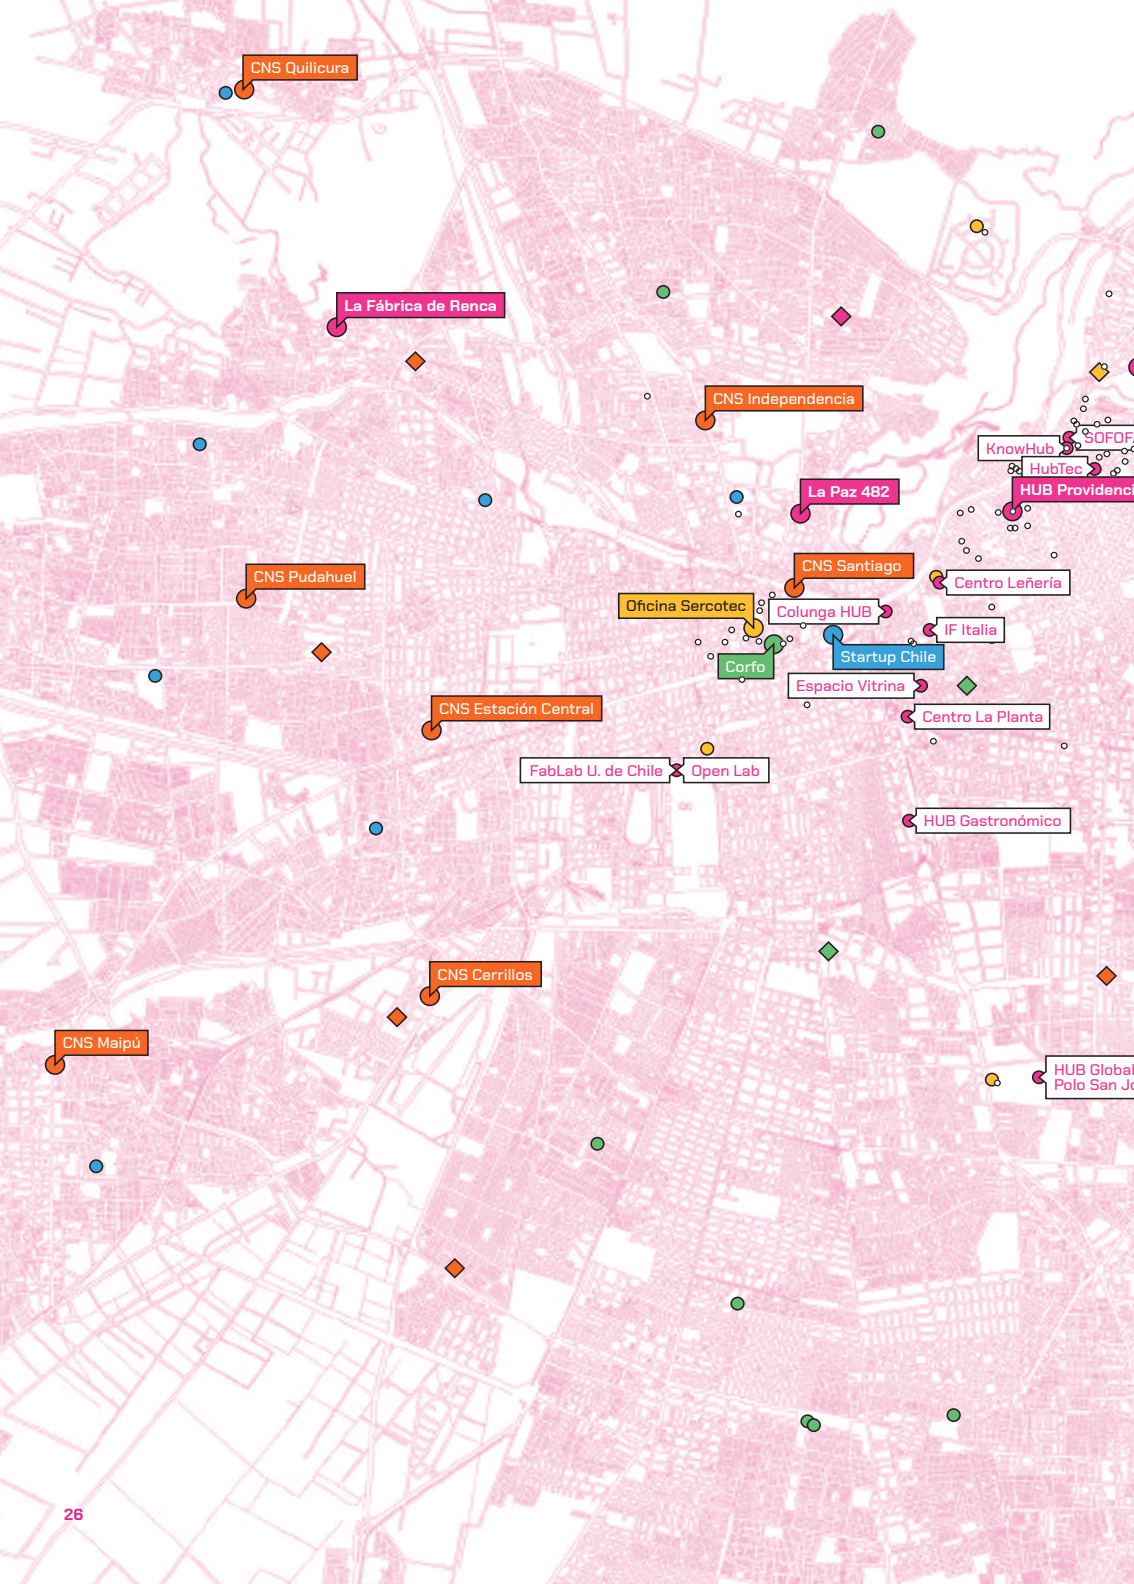 CNS Quilicura
La Fábrica de Renca
CNS Independencia
SOFOF
KnowHub
HubTec
La Paz 482
HUB Providenci
CNS Santiago
CNS Pudahuel
Centro Leñería
Oficina Sercotec
Colunga HUB
IF Italia
Startup Chile
Corfo
Espacio Vitrina
CNS Estación Central
Centro La Planta
FabLab U. de Chile
Open Lab
HUB Gastronómico
CNS Cerrillos
CNS Maipú
HUB Global
Polo San Jo
26